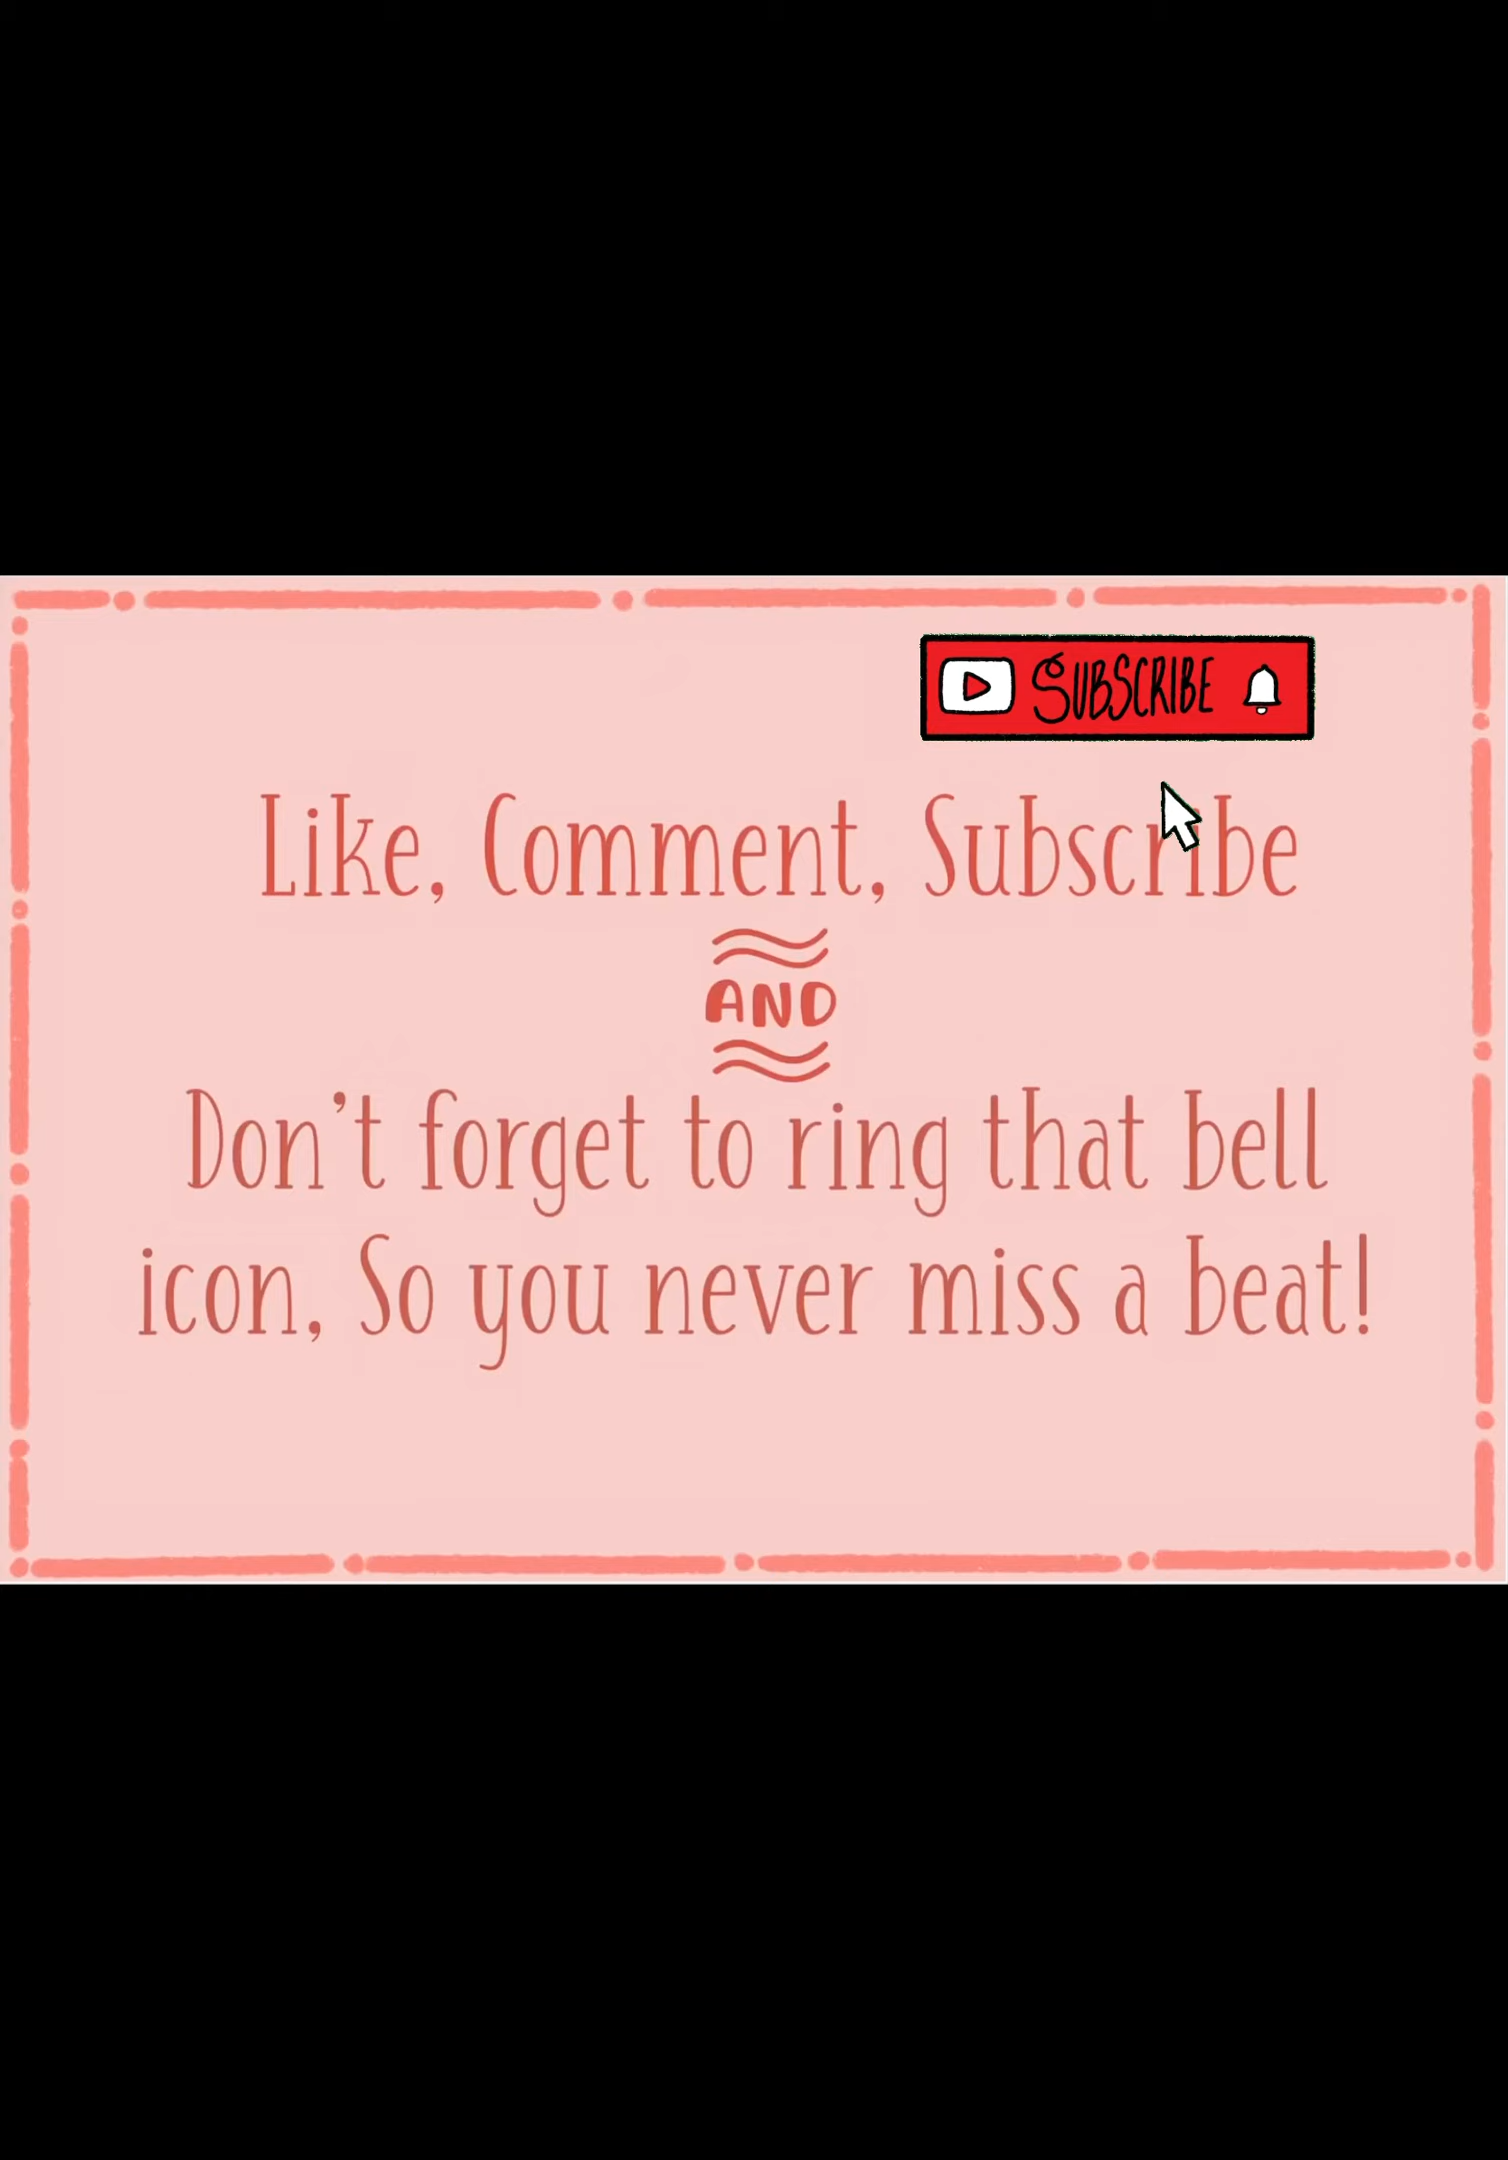 SUBSCRIBE
Like, Comment, Subscribe
AND
Don't forget to ring that bell
icon, So you never miss a beat!